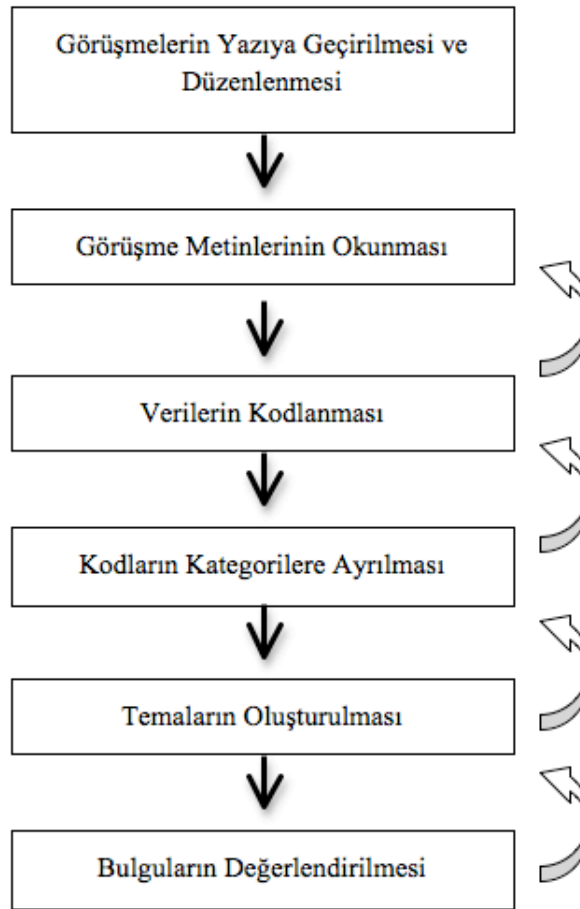 Görüşmelerin Yazıya Geçirilmesi ve
Düzenlenmesi
Görüşme Metinlerinin Okunması
Verilerin Kodlanması
Kodların Kategorilere Ayrılması
Temaların Oluşturulması
Bulguların Değerlendirilmesi